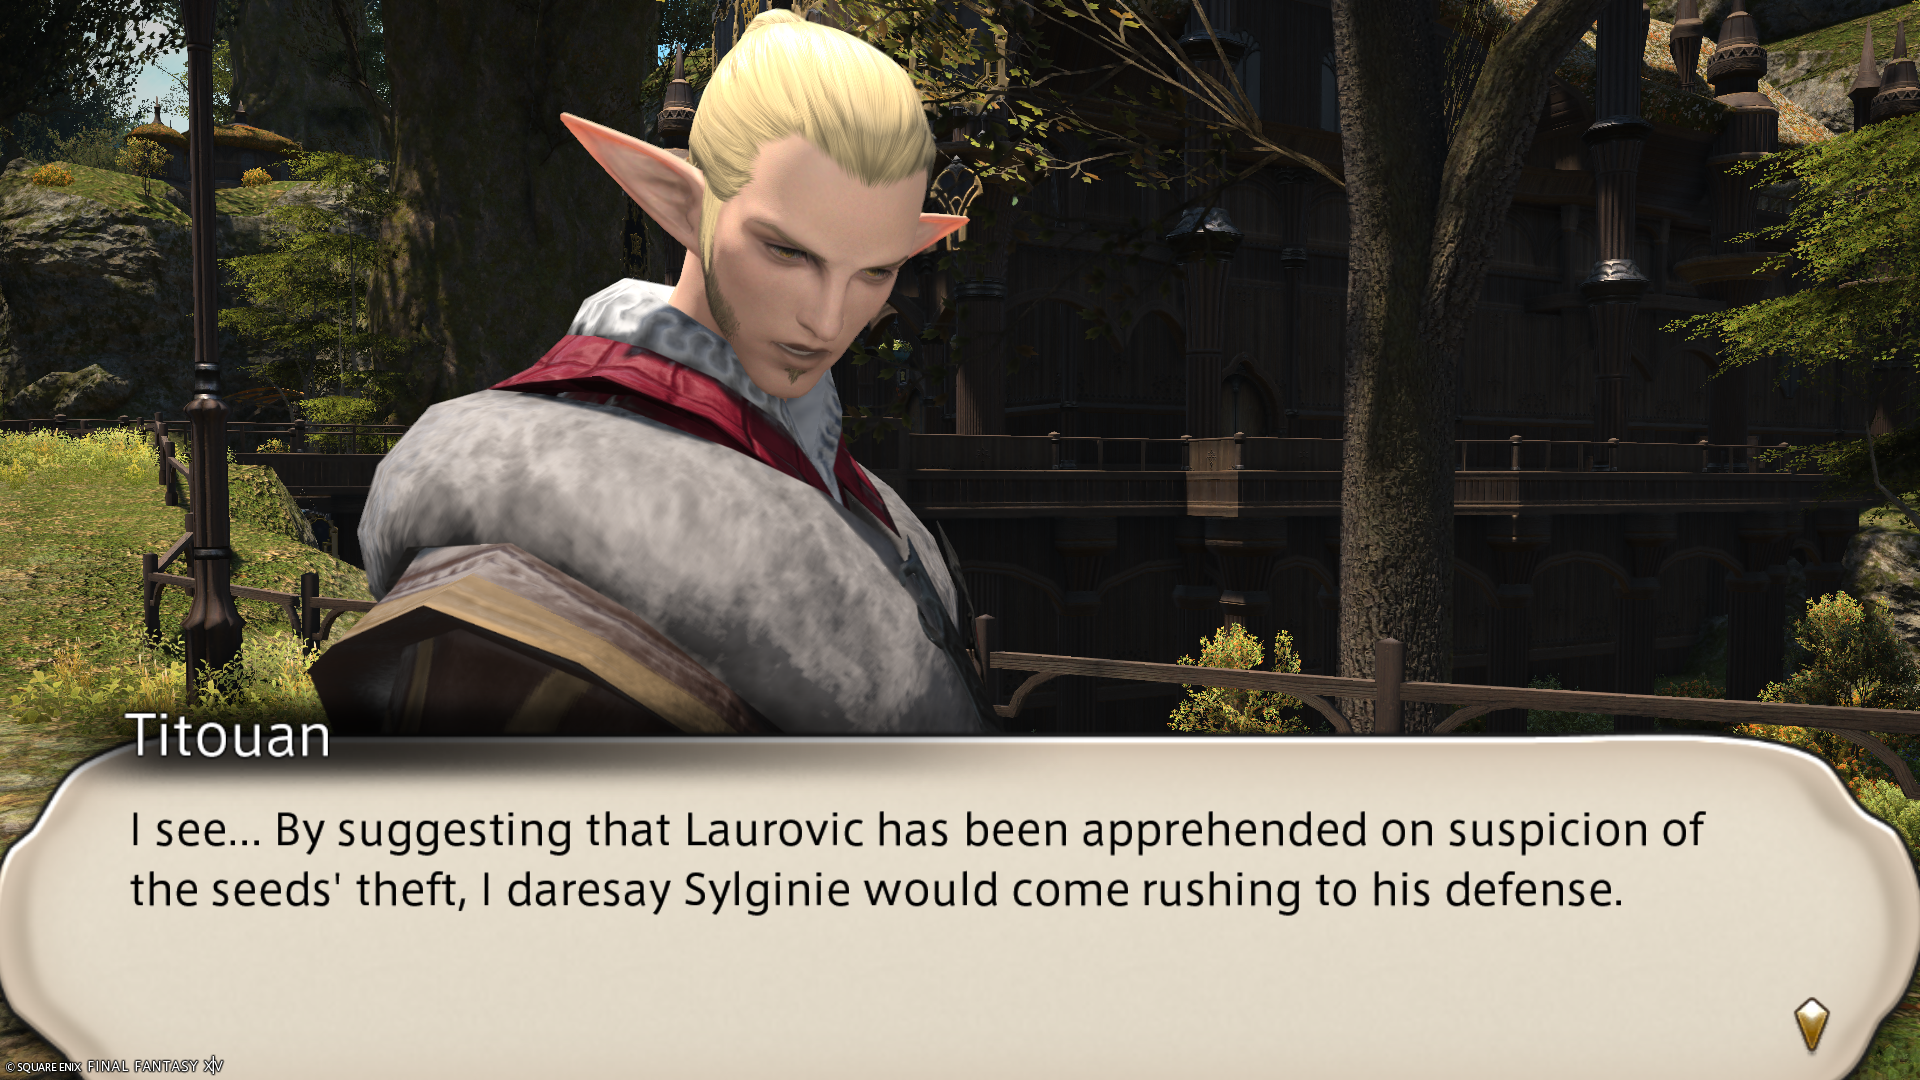 Titouan
I see... By suggesting that Laurovic has been apprehended on suspicion of
the seeds' theft, I daresay Sylginie would come rushing to his defense.
© SQUARE ENIX FINAL FANTASY XIV